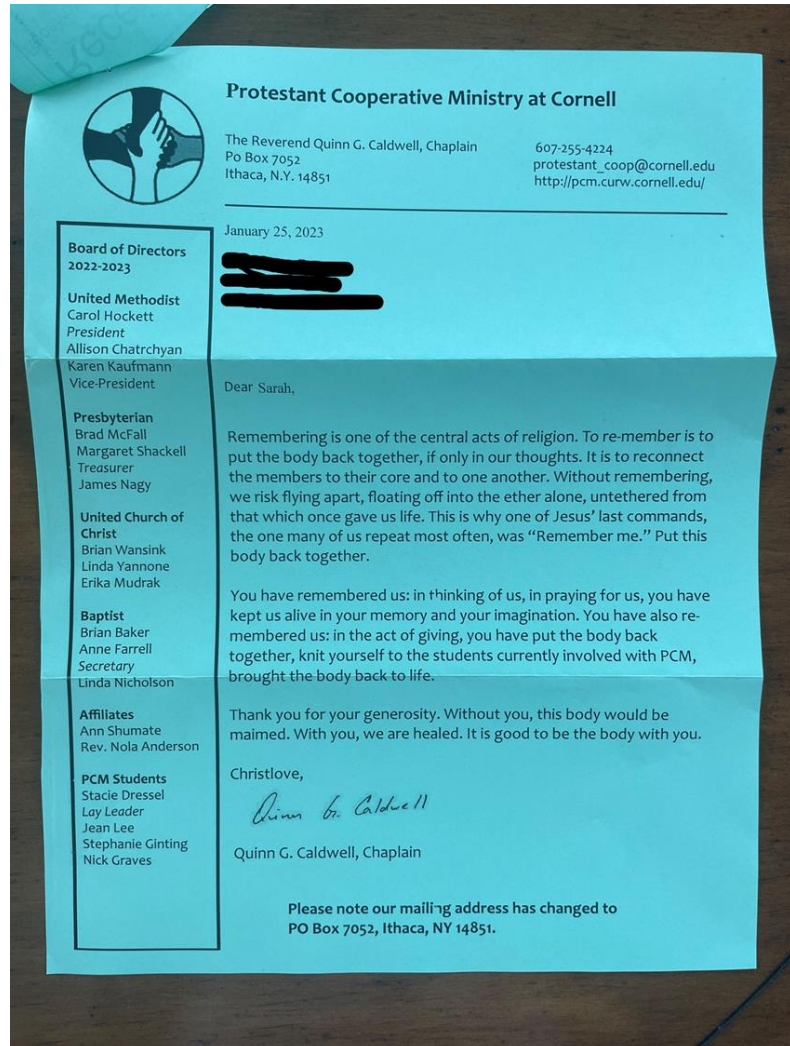 Protestant Cooperative Ministry at Cornell
The Reverend Quinn G. Caldwell, Chaplain
Po Box 7052
Ithaca, N.Y. 14851
607-255-4224
protestant_coop@cornell.edu
http://pcm.curw.cornell.edu/
Board of Directors
2022-2023
United Methodist
Carol Hockett
President
Allison Chatrchyan
Karen Kaufmann
Vice-President
Presbyterian
Brad McFall
Margaret Shackell
Treasurer
James Nagy
United Church of
Christ
Brian Wansink
Linda Yannone
Erika Mudrak
Baptist
Brian Baker
Anne Farrell
Secretary
Linda Nicholson
Affiliates
Ann Shumate
Rev. Nola Anderson
PCM Students
Stacie Dressel
Lay Leader
Jean Lee
Stephanie Ginting
Nick Graves
January 25, 2023
Dear Sarah,
Remembering is one of the central acts of religion. To re-member is to
put the body back together, if only in our thoughts. It is to reconnect
the members to their core and to one another. Without remembering,
we risk flying apart, floating off into the ether alone, untethered from
that which once gave us life. This is why one of Jesus’ last commands,
the one many of us repeat most often, was “Remember me.” Put this
body back together.
You have remembered us: in thinking of us, in praying for us, you have
kept us alive in your memory and your imagination. You have also re-
membered us: in the act of giving, you have put the body back
together, knit yourself to the students currently involved with PCM,
brought the body back to life.
Thank you for your generosity. Without you, this body would be
maimed. With you, we are healed. It is good to be the body with you.
Christlove,
Quinn G. Caldwell
Quinn G. Caldwell, Chaplain
Please note our mailing address has changed to
PO Box 7052, Ithaca, NY 14851.